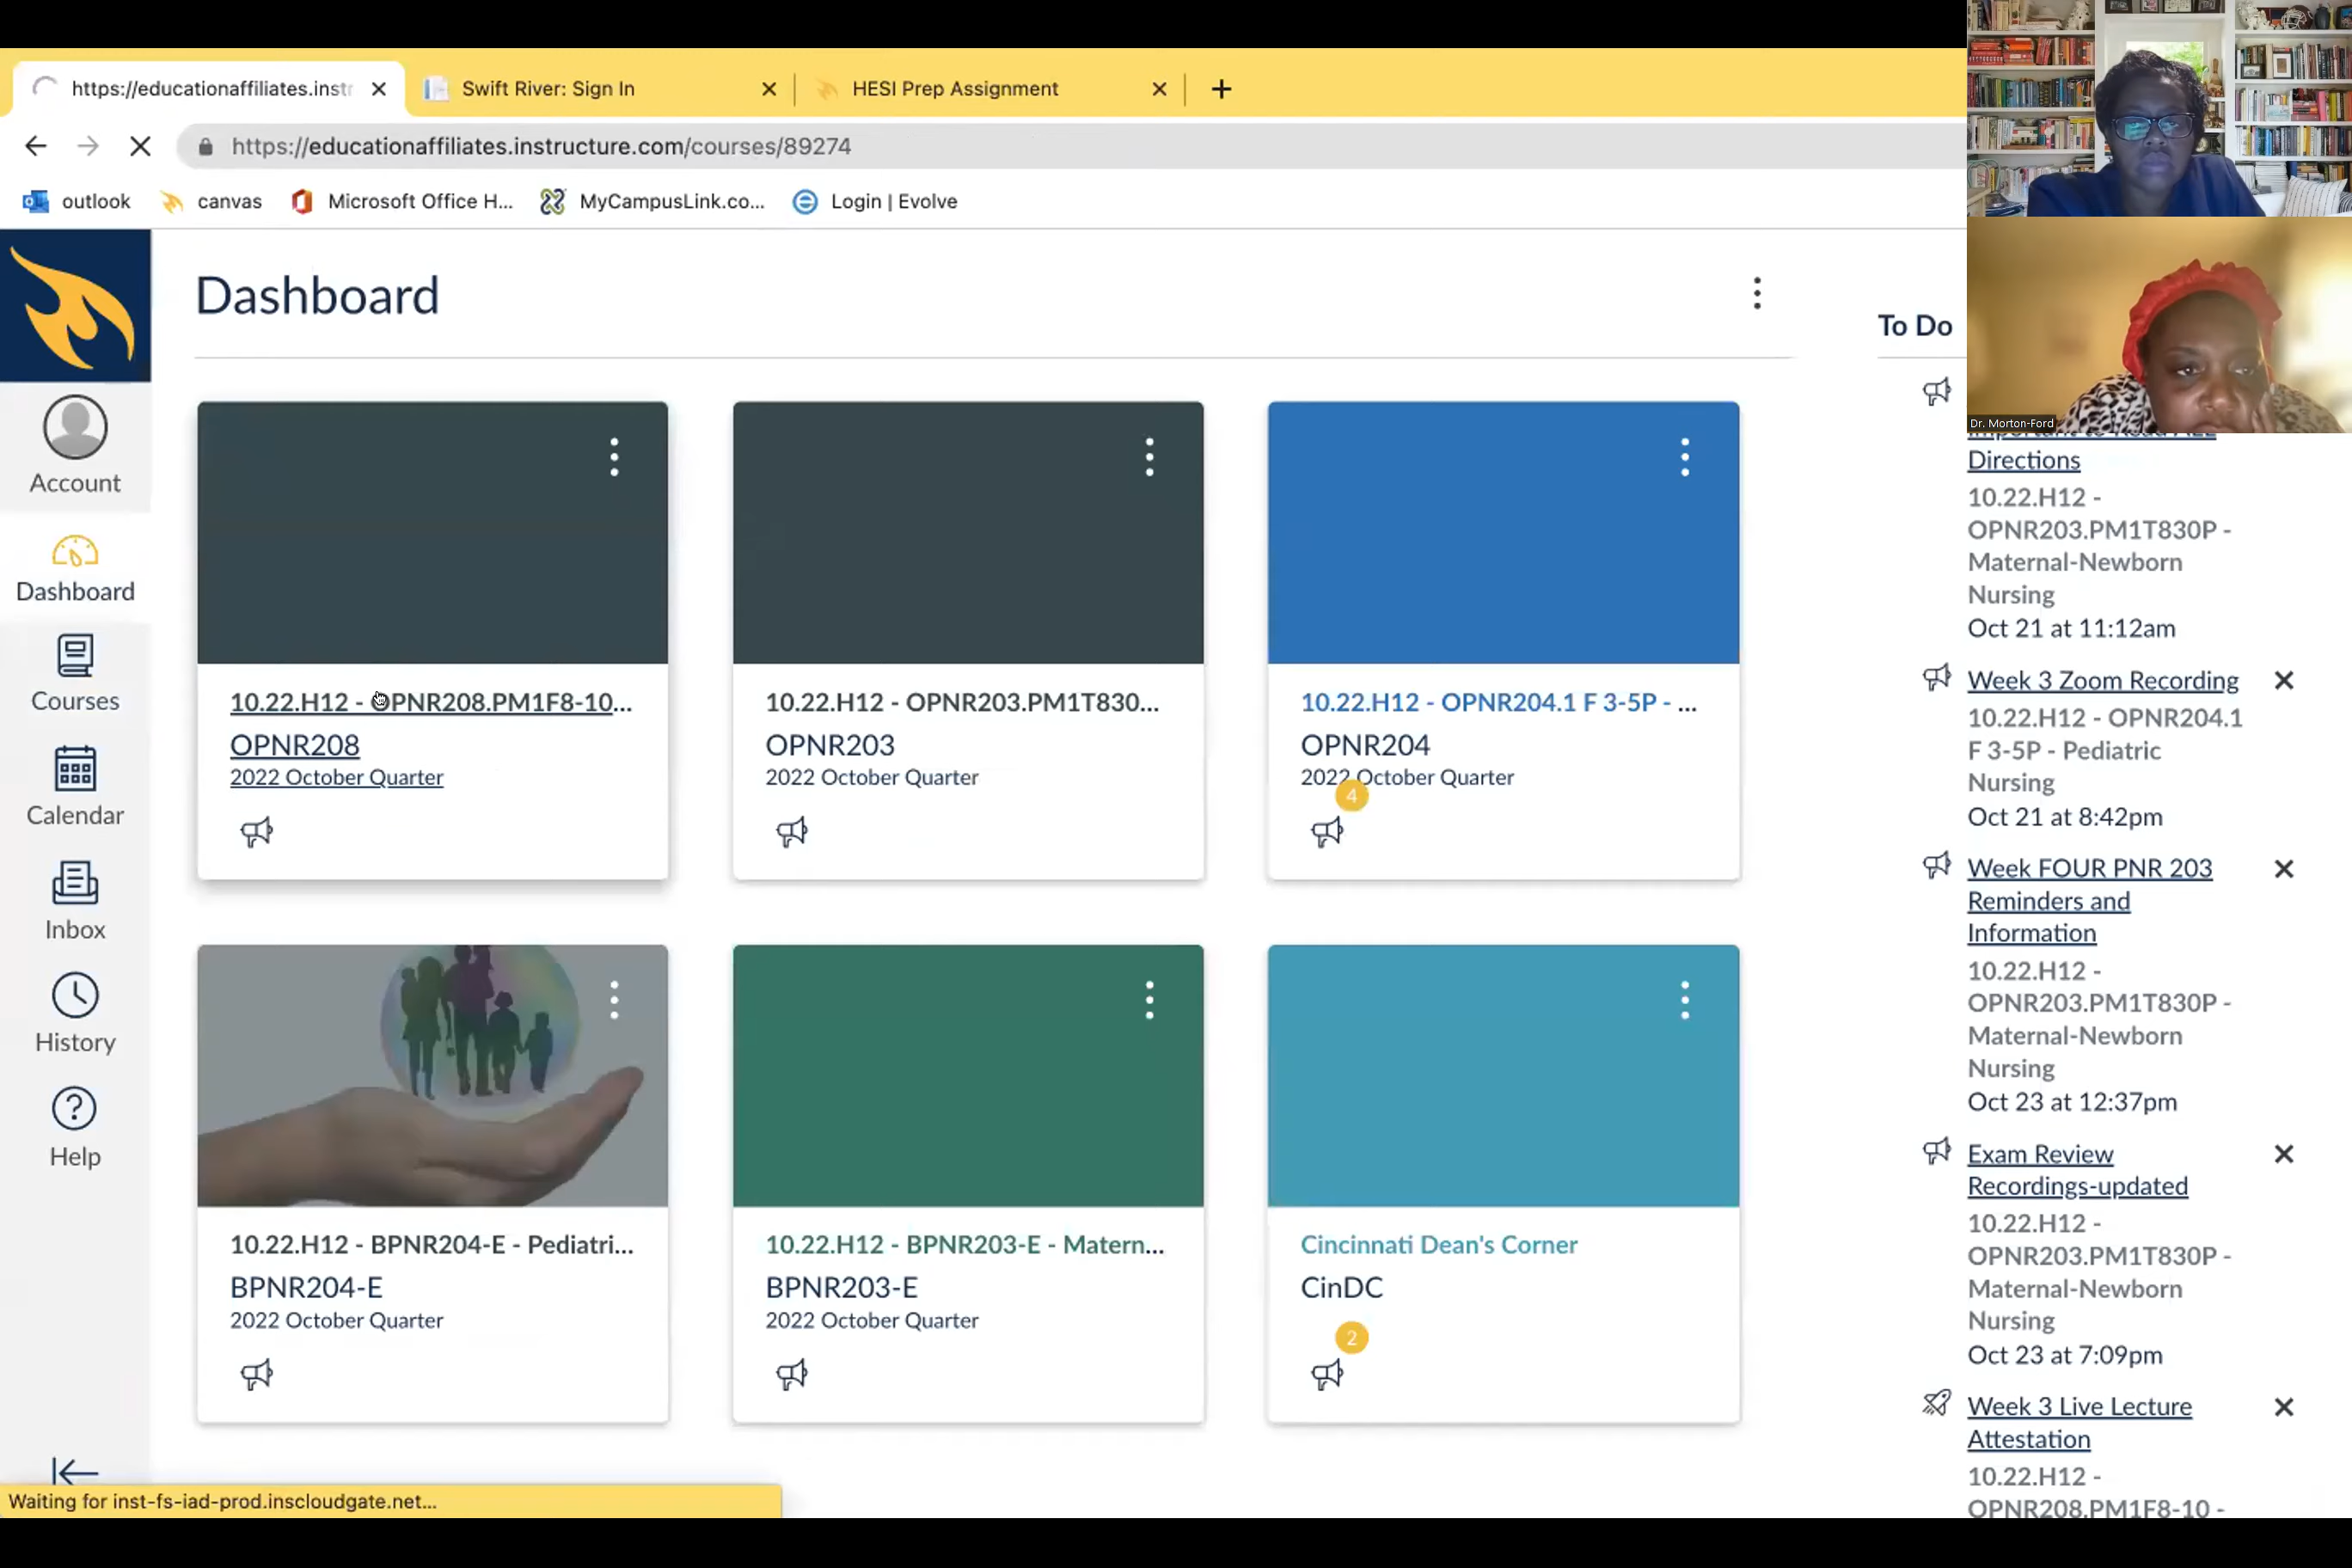 https://educationaffiliates.inst
Swift River: Sign In
HESI Prep Assignment
https://educationaffiliates.instructure.com/courses/89274
outlook
canvas
Microsoft Office H...
MyCampusLink.co...
Login | Evolve
Dashboard
To Do
Account
Dashboard
Courses
Calendar
Inbox
History
Help
10.22.H12 - OPNR208.PM1F8-10...
OPNR208
2022 October Quarter
10.22.H12 - OPNR203.PM1T830...
OPNR203
2022 October Quarter
10.22.H12 - OPNR204.1 F 3-5P - ...
OPNR204
2022 October Quarter
4
10.22.H12 - BPNR204-E - Pediatri...
BPNR204-E
2022 October Quarter
10.22.H12 - BPNR203-E - Matern...
BPNR203-E
2022 October Quarter
Cincinnati Dean's Corner
CinDC
2
Dr. Morton-Ford
Directions
10.22.H12 -
OPNR203.PM1T830P -
Maternal-Newborn
Nursing
Oct 21 at 11:12am
Week 3 Zoom Recording
10.22.H12 - OPNR204.1
F 3-5P - Pediatric
Nursing
Oct 21 at 8:42pm
Week FOUR PNR 203
Reminders and
Information
10.22.H12 -
OPNR203.PM1T830P -
Maternal-Newborn
Nursing
Oct 23 at 12:37pm
Exam Review
Recordings-updated
10.22.H12 -
OPNR203.PM1T830P -
Maternal-Newborn
Nursing
Oct 23 at 7:09pm
Week 3 Live Lecture
Attestation
10.22.H12 -
OPNR208.PM1F8-10 -
Waiting for inst-fs-iad-prod.inscloudgate.net...